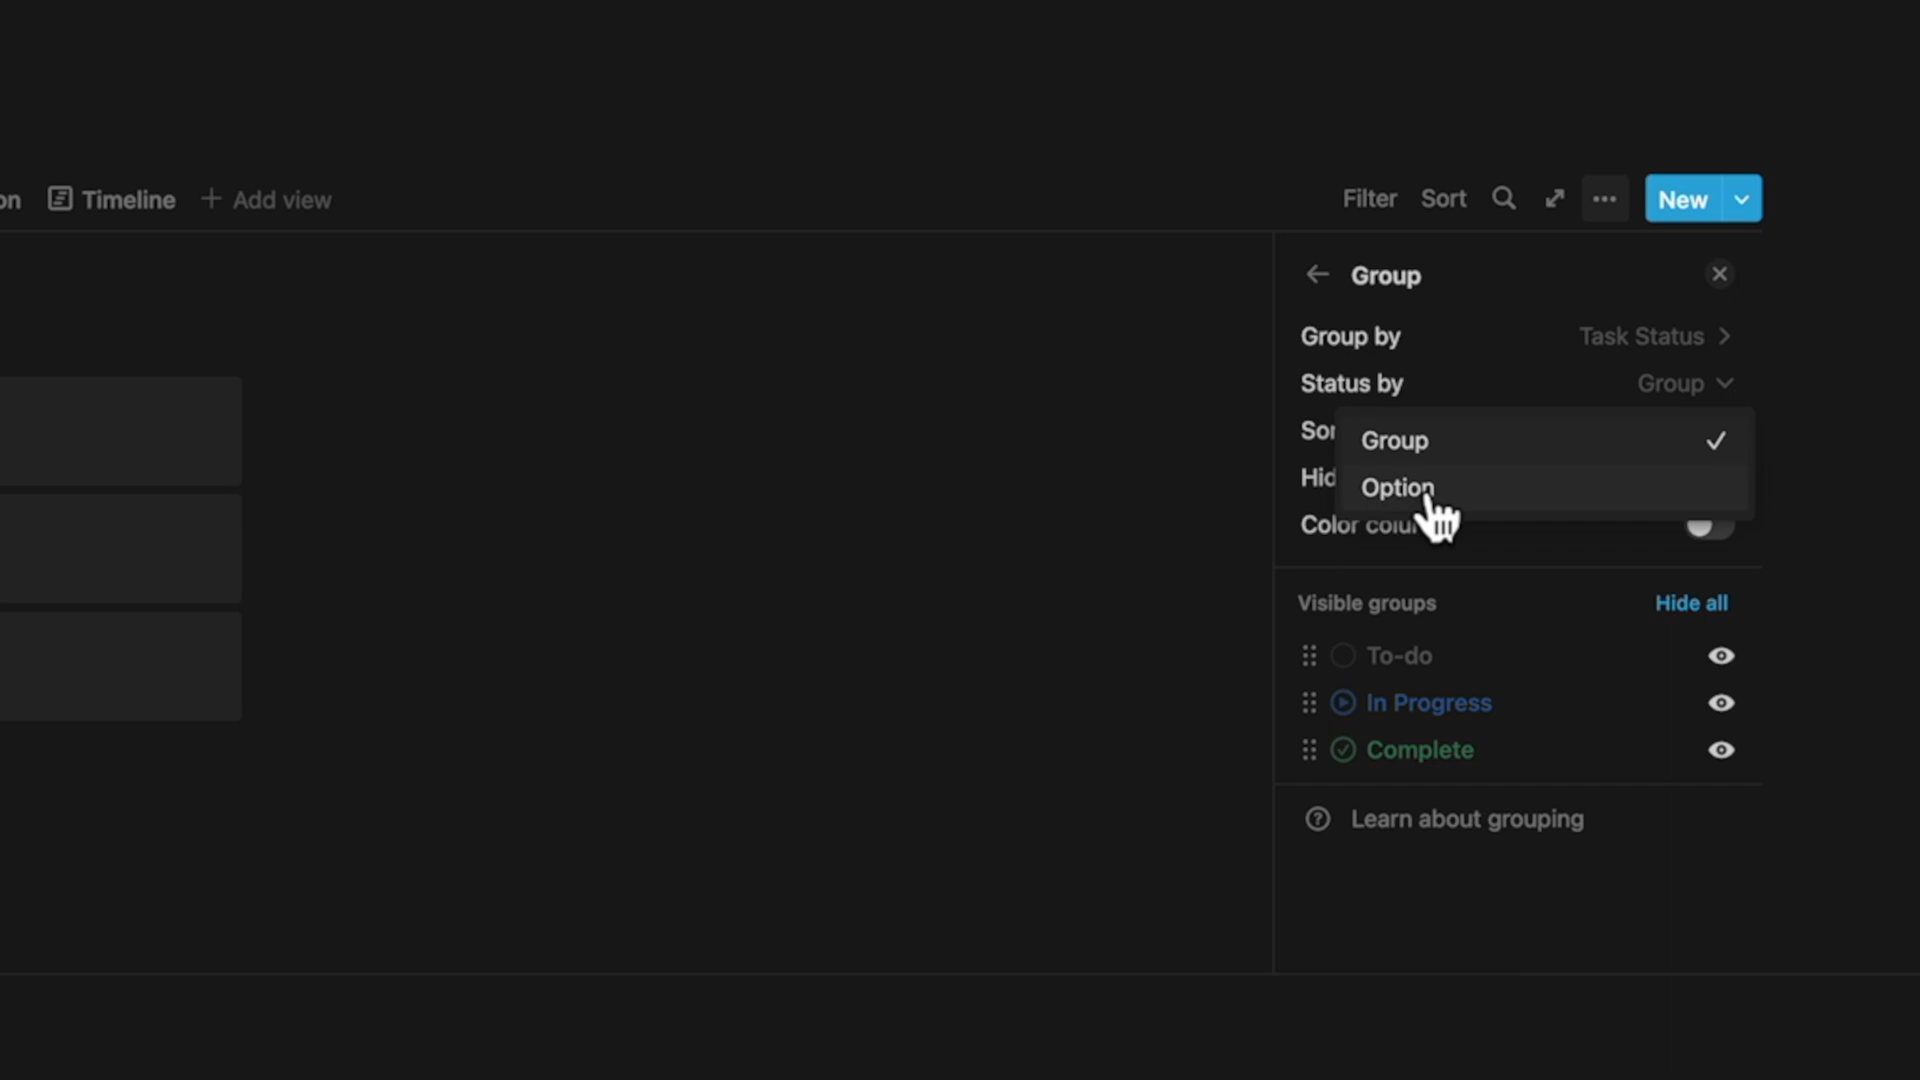 on Timeline + Add view Filter Sort ... New
Group
Group by Task Status
Status by Group
Sor Group
Hid Option
Color colu
Visible groups Hide all
To-do
In Progress
Complete
Learn about grouping